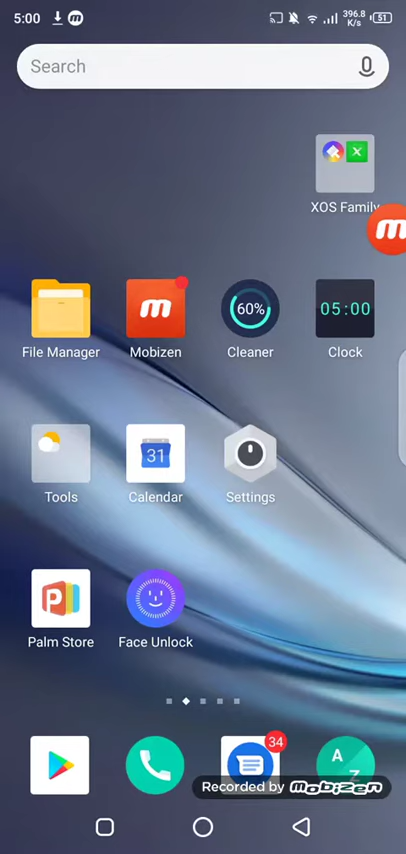 5:00
396.8
K/s
51
Search
XOS Family
m
m
60%
05:00
File Manager
Mobizen
Cleaner
Clock
31
Tools
Calendar
Settings
P
Palm Store
Face Unlock
34
A
Z
Recorded by Mobizen